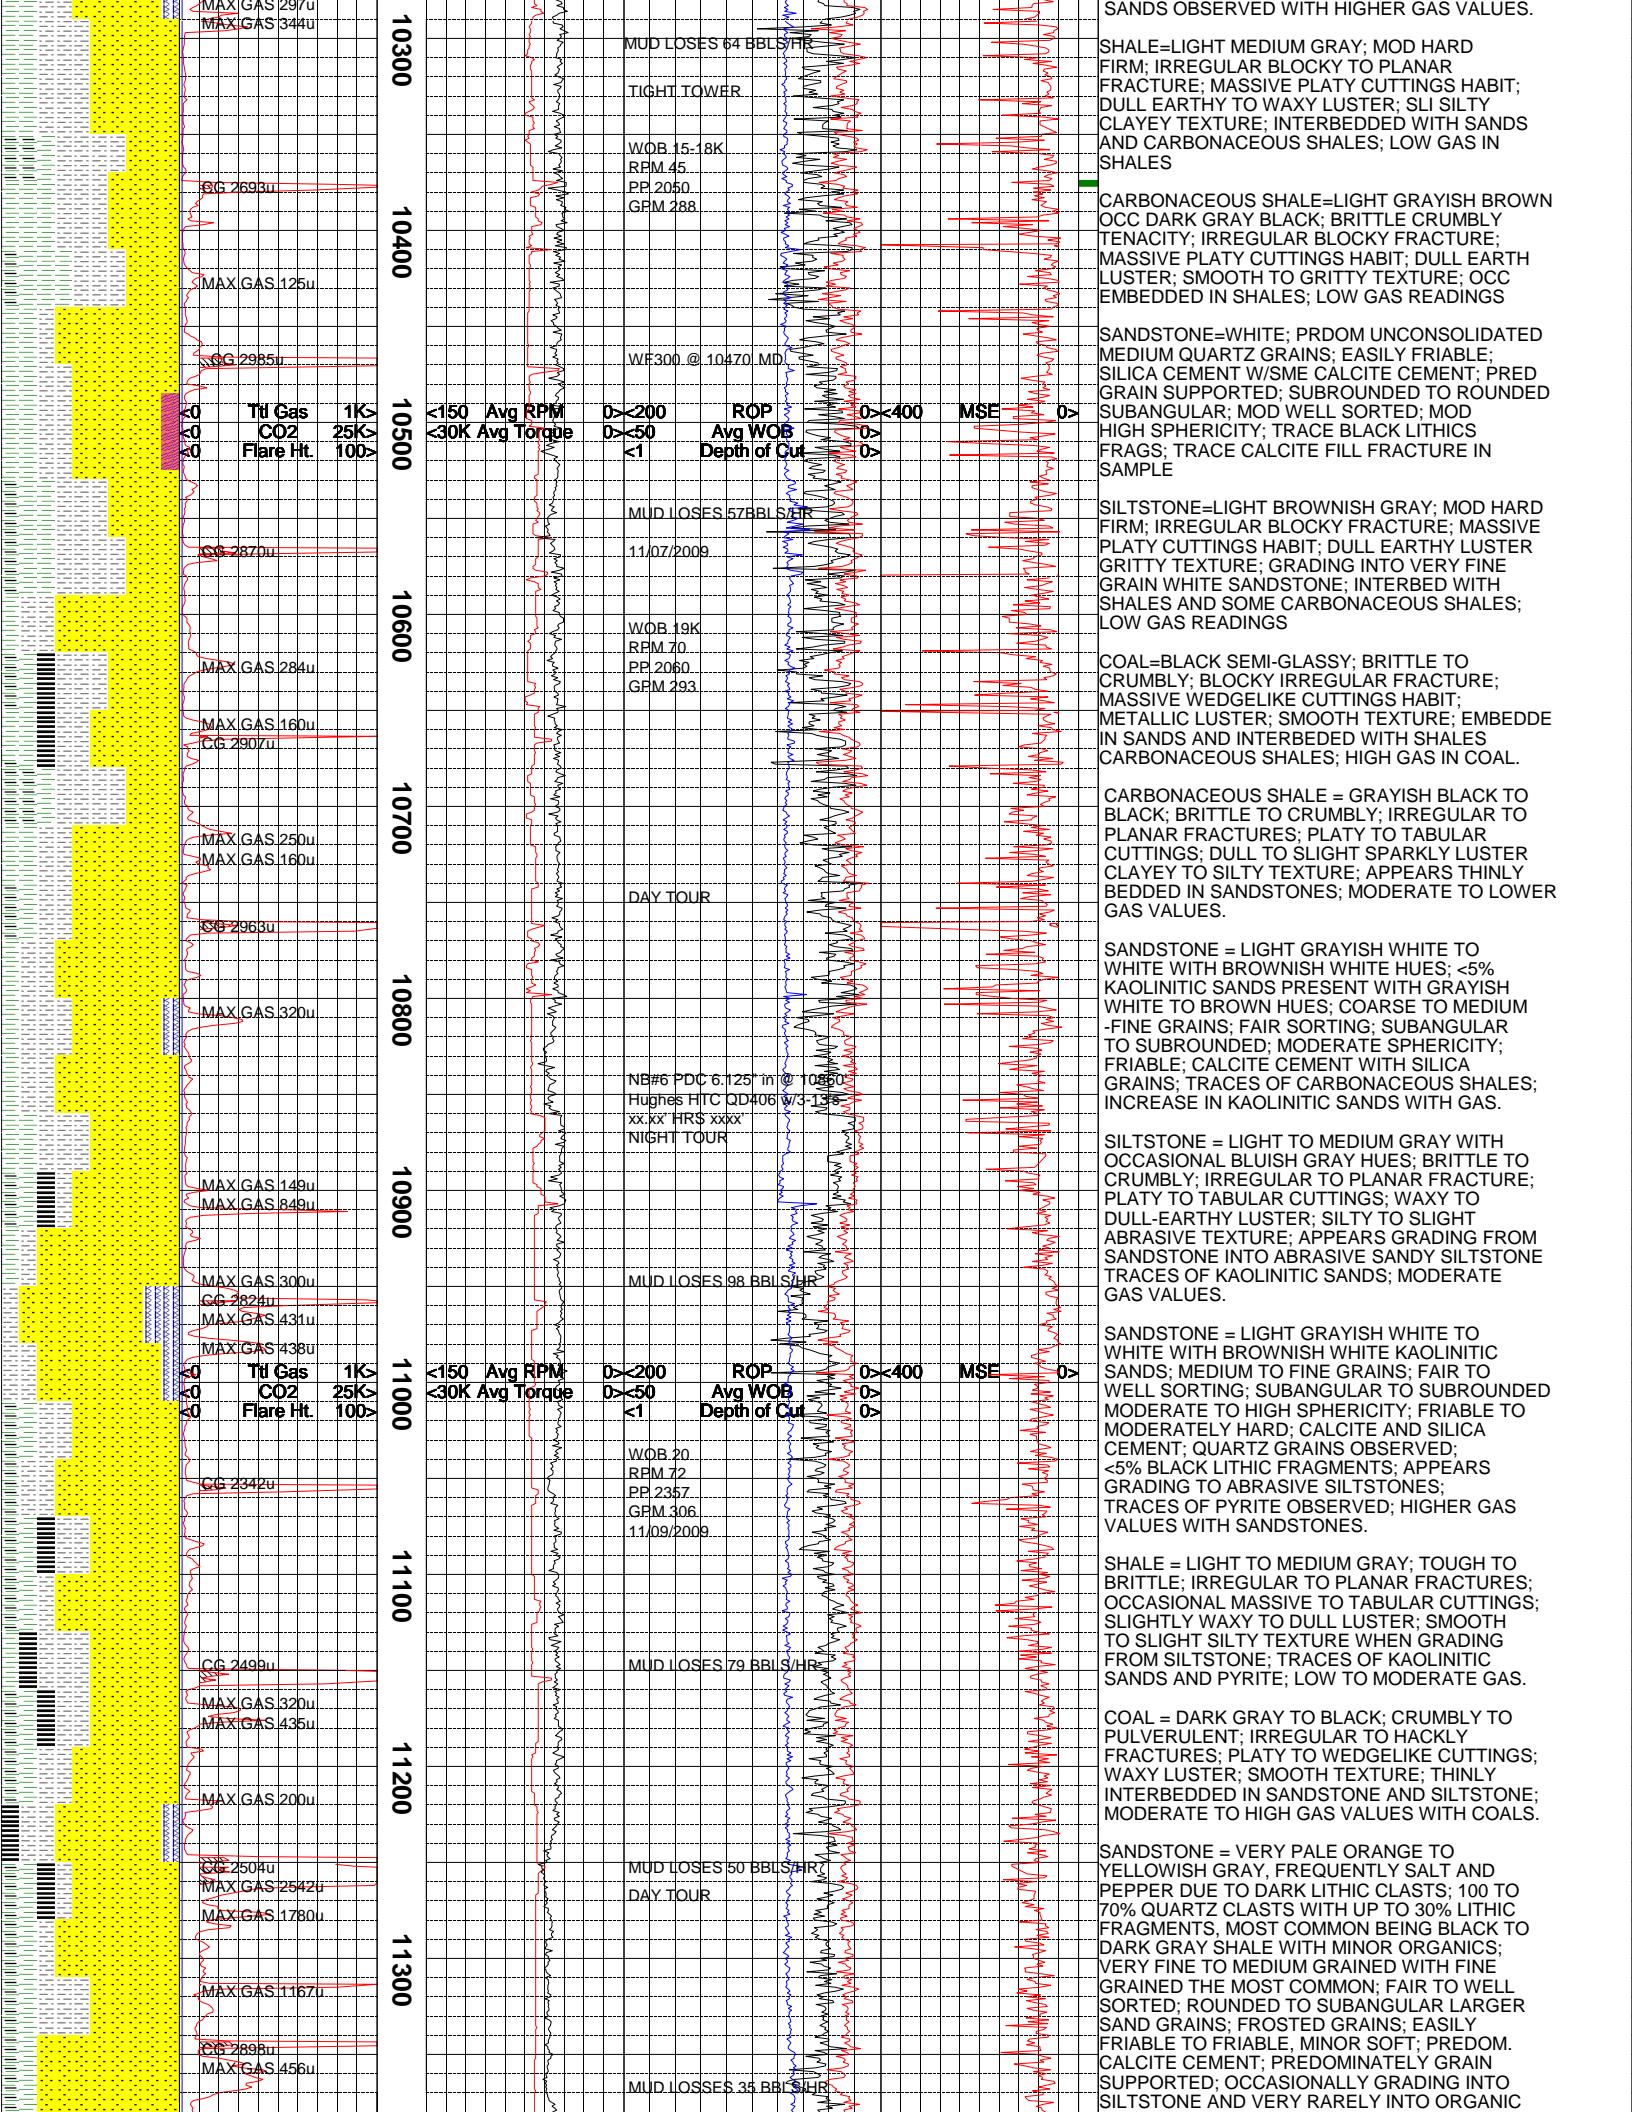 MAX GAS 297u
MAX GAS 344u
CG 2693u
MAX GAS 125u
CG 2985u
<0 Ttl Gas 1K>
<0 CO2 25K>
<0 Flare Ht. 100>
CG 2870u
MAX GAS 284u
MAX GAS 160u
CG 2907u
MAX GAS 250u
MAX GAS 160u
CG 2963u
MAX GAS 320u
MAX GAS 149u
MAX GAS 849u
MAX GAS 300u
CG 2824u
MAX GAS 431u
MAX GAS 438u
<0 Ttl Gas 1K>
<0 CO2 25K>
<0 Flare Ht. 100>
CG 2342u
CG 2499u
MAX GAS 320u
MAX GAS 435u
MAX GAS 200u
CG 2504u
MAX GAS 2542u
MAX GAS 1780u
MAX GAS 1167u
CG 2898u
MAX GAS 456u
10300
10400
10500
10600
10700
10800
10900
11000
11100
11200
11300
MUD LOSES 64 BBLS/HR
TIGHT TOWER
WOB 15-18K
RPM 45
PP 2050
GPM 288
WF300 @ 10470' MD
<150 Avg RPM 0><200 ROP 0><400 MSE 0>
<30K Avg Torque 0><50 Avg WOB 0>
<1 Depth of Cut 0>
MUD LOSES 57BBLS/HR
11/07/2009
WOB 19K
RPM 70
PP 2060
GPM 293
DAY TOUR
NB#6 PDC 6.125" in @ 10860'
Hughes HTC QD406 w/3-13's
xx.xx' HRS xxxx'
NIGHT TOUR
MUD LOSES 98 BBLS/HR
<150 Avg RPM 0><200 ROP 0><400 MSE 0>
<30K Avg Torque 0><50 Avg WOB 0>
<1 Depth of Cut 0>
WOB 20
RPM 72
PP 2357
GPM 306
11/09/2009
MUD LOSES 79 BBLS/HR
MUD LOSES 50 BBLS/HR
DAY TOUR
MUD LOSSES 35 BBLS/HR
SANDS OBSERVED WITH HIGHER GAS VALUES.
SHALE=LIGHT MEDIUM GRAY; MOD HARD
FIRM; IRREGULAR BLOCKY TO PLANAR
FRACTURE; MASSIVE PLATY CUTTINGS HABIT;
DULL EARTHY TO WAXY LUSTER; SLI SILTY
CLAYEY TEXTURE; INTERBEDDED WITH SANDS
AND CARBONACEOUS SHALES; LOW GAS IN
SHALES
CARBONACEOUS SHALE=LIGHT GRAYISH BROWN
OCC DARK GRAY BLACK; BRITTLE CRUMBLY
TENACITY; IRREGULAR BLOCKY FRACTURE;
MASSIVE PLATY CUTTINGS HABIT; DULL EARTH
LUSTER; SMOOTH TO GRITTY TEXTURE; OCC
EMBEDDED IN SHALES; LOW GAS READINGS
SANDSTONE=WHITE; PRDOM UNCONSOLIDATED
MEDIUM QUARTZ GRAINS; EASILY FRIABLE;
SILICA CEMENT W/SME CALCITE CEMENT; PRED
GRAIN SUPPORTED; SUBROUNDED TO ROUNDED
SUBANGULAR; MOD WELL SORTED; MOD
HIGH SPHERICITY; TRACE BLACK LITHICS
FRAGS; TRACE CALCITE FILL FRACTURE IN
SAMPLE
SILTSTONE=LIGHT BROWNISH GRAY; MOD HARD
FIRM; IRREGULAR BLOCKY FRACTURE; MASSIVE
PLATY CUTTINGS HABIT; DULL EARTHY LUSTER
GRITTY TEXTURE; GRADING INTO VERY FINE
GRAIN WHITE SANDSTONE; INTERBED WITH
SHALES AND SOME CARBONACEOUS SHALES;
LOW GAS READINGS
COAL=BLACK SEMI-GLASSY; BRITTLE TO
CRUMBLY; BLOCKY IRREGULAR FRACTURE;
MASSIVE WEDGELIKE CUTTINGS HABIT;
METALLIC LUSTER; SMOOTH TEXTURE; EMBEDDE
IN SANDS AND INTERBEDED WITH SHALES
CARBONACEOUS SHALES; HIGH GAS IN COAL.
CARBONACEOUS SHALE = GRAYISH BLACK TO
BLACK; BRITTLE TO CRUMBLY; IRREGULAR TO
PLANAR FRACTURES; PLATY TO TABULAR
CUTTINGS; DULL TO SLIGHT SPARKLY LUSTER
CLAYEY TO SILTY TEXTURE; APPEARS THINLY
BEDDED IN SANDSTONES; MODERATE TO LOWER
GAS VALUES.
SANDSTONE = LIGHT GRAYISH WHITE TO
WHITE WITH BROWNISH WHITE HUES; <5%
KAOLINITIC SANDS PRESENT WITH GRAYISH
WHITE TO BROWN HUES; COARSE TO MEDIUM
-FINE GRAINS; FAIR SORTING; SUBANGULAR
TO SUBROUNDED; MODERATE SPHERICITY;
FRIABLE; CALCITE CEMENT WITH SILICA
GRAINS; TRACES OF CARBONACEOUS SHALES;
INCREASE IN KAOLINITIC SANDS WITH GAS.
SILTSTONE = LIGHT TO MEDIUM GRAY WITH
OCCASIONAL BLUISH GRAY HUES; BRITTLE TO
CRUMBLY; IRREGULAR TO PLANAR FRACTURE;
PLATY TO TABULAR CUTTINGS; WAXY TO
DULL-EARTHY LUSTER; SILTY TO SLIGHT
ABRASIVE TEXTURE; APPEARS GRADING FROM
SANDSTONE INTO ABRASIVE SANDY SILTSTONE
TRACES OF KAOLINITIC SANDS; MODERATE
GAS VALUES.
SANDSTONE = LIGHT GRAYISH WHITE TO
WHITE WITH BROWNISH WHITE KAOLINITIC
SANDS; MEDIUM TO FINE GRAINS; FAIR TO
WELL SORTING; SUBANGULAR TO SUBROUNDED
MODERATE TO HIGH SPHERICITY; FRIABLE TO
MODERATELY HARD; CALCITE AND SILICA
CEMENT; QUARTZ GRAINS OBSERVED;
<5% BLACK LITHIC FRAGMENTS; APPEARS
GRADING TO ABRASIVE SILTSTONES;
TRACES OF PYRITE OBSERVED; HIGHER GAS
VALUES WITH SANDSTONES.
SHALE = LIGHT TO MEDIUM GRAY; TOUGH TO
BRITTLE; IRREGULAR TO PLANAR FRACTURES;
OCCASIONAL MASSIVE TO TABULAR CUTTINGS;
SLIGHTLY WAXY TO DULL LUSTER; SMOOTH
TO SLIGHT SILTY TEXTURE WHEN GRADING
FROM SILTSTONE; TRACES OF KAOLINITIC
SANDS AND PYRITE; LOW TO MODERATE GAS.
COAL = DARK GRAY TO BLACK; CRUMBLY TO
PULVERULENT; IRREGULAR TO HACKLY
FRACTURES; PLATY TO WEDGELIKE CUTTINGS;
WAXY LUSTER; SMOOTH TEXTURE; THINLY
INTERBEDDED IN SANDSTONE AND SILTSTONE;
MODERATE TO HIGH GAS VALUES WITH COALS.
SANDSTONE = VERY PALE ORANGE TO
YELLOWISH GRAY, FREQUENTLY SALT AND
PEPPER DUE TO DARK LITHIC CLASTS; 100 TO
70% QUARTZ CLASTS WITH UP TO 30% LITHIC
FRAGMENTS, MOST COMMON BEING BLACK TO
DARK GRAY SHALE WITH MINOR ORGANICS;
VERY FINE TO MEDIUM GRAINED WITH FINE
GRAINED THE MOST COMMON; FAIR TO WELL
SORTED; ROUNDED TO SUBANGULAR LARGER
SAND GRAINS; FROSTED GRAINS; EASILY
FRIABLE TO FRIABLE, MINOR SOFT; PREDOM.
CALCITE CEMENT; PREDOMINATELY GRAIN
SUPPORTED; OCCASIONALLY GRADING INTO
SILTSTONE AND VERY RARELY INTO ORGANIC